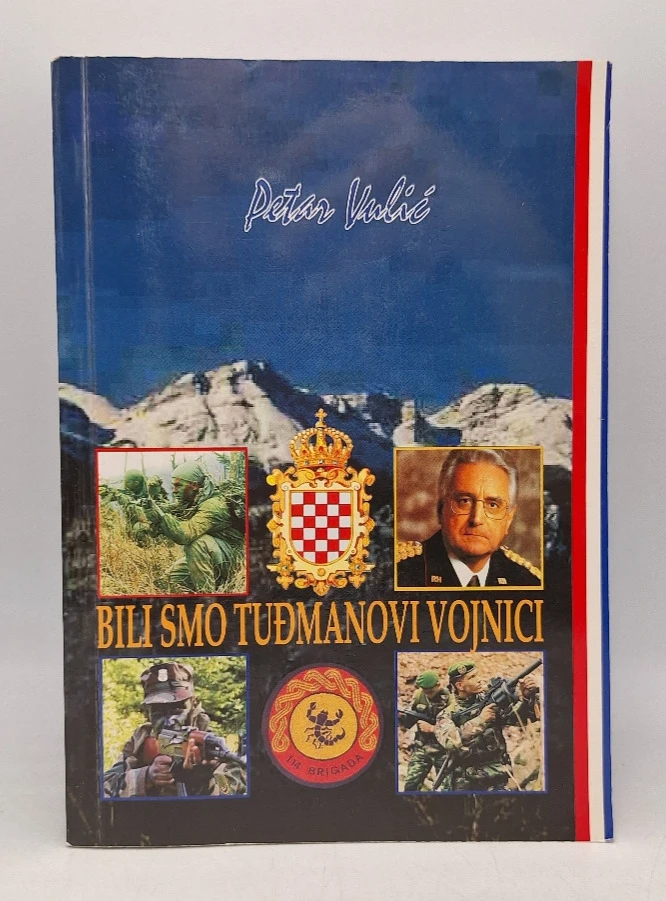 Petar Vulić
RH
BILI SMO TUĐMANOVI VOJNICI
114. BRIGADA